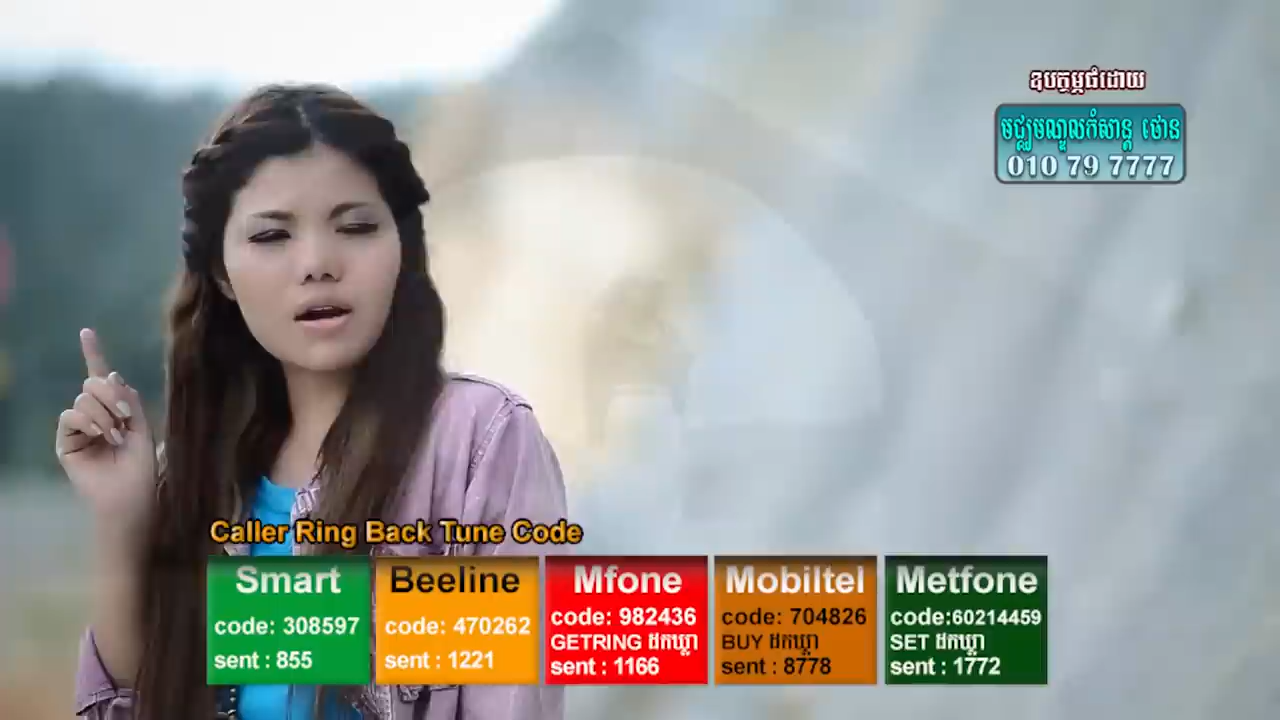 ឧបត្ថម្ភធំដោយ
មជ្ឈមណ្ឌលកំសាន្ត ថោន
010 79 7777
Caller Ring Back Tune Code
Smart
code: 308597
sent : 855
Beeline
code: 470262
sent : 1221
Mfone
code: 982436
GETRING ដកឃ្លា
sent : 1166
Mobiltel
code: 704826
BUY ដកឃ្លា
sent : 8778
Metfone
code:60214459
SET ដកឃ្លា
sent : 1772